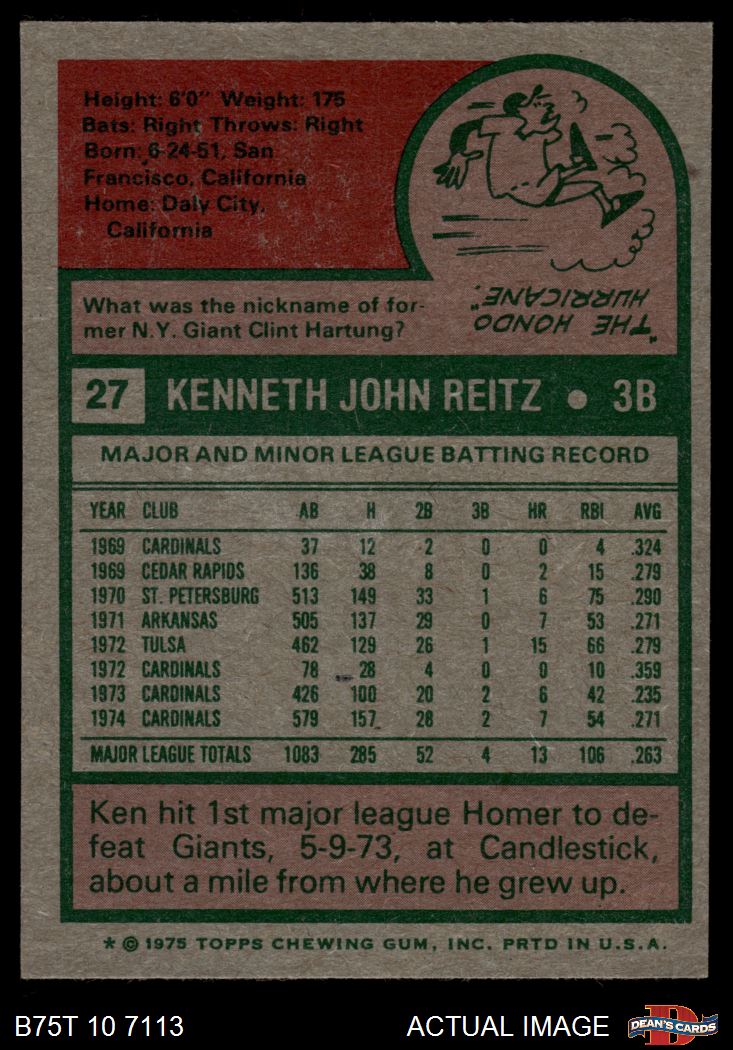 Height: 6'0" Weight: 175
Bats: Right Throws: Right
Born: 6-24-51, San
Francisco, California
Home: Daly City,
California
What was the nickname of for-
mer N.Y. Giant Clint Hartung?
"THE HONDO
HURRICANE."
27 KENNETH JOHN REITZ • 3B
MAJOR AND MINOR LEAGUE BATTING RECORD
YEAR CLUB AB H 2B 3B HR RBI AVG
1969 CARDINALS 37 12 2 0 0 4 .324
1969 CEDAR RAPIDS 136 38 8 0 2 15 .279
1970 ST. PETERSBURG 513 149 33 1 6 75 .290
1971 ARKANSAS 505 137 29 0 7 53 .271
1972 TULSA 462 129 26 1 15 66 .279
1972 CARDINALS 78 28 4 0 0 10 .359
1973 CARDINALS 426 100 20 2 6 42 .235
1974 CARDINALS 579 157 28 2 7 54 .271
MAJOR LEAGUE TOTALS 1083 285 52 4 13 106 .263
Ken hit 1st major league Homer to de-
feat Giants, 5-9-73, at Candlestick,
about a mile from where he grew up.
* © 1975 TOPPS CHEWING GUM, INC. PRTD IN U.S.A.
B75T 10 7113 ACTUAL IMAGE D DEAN'S CARDS